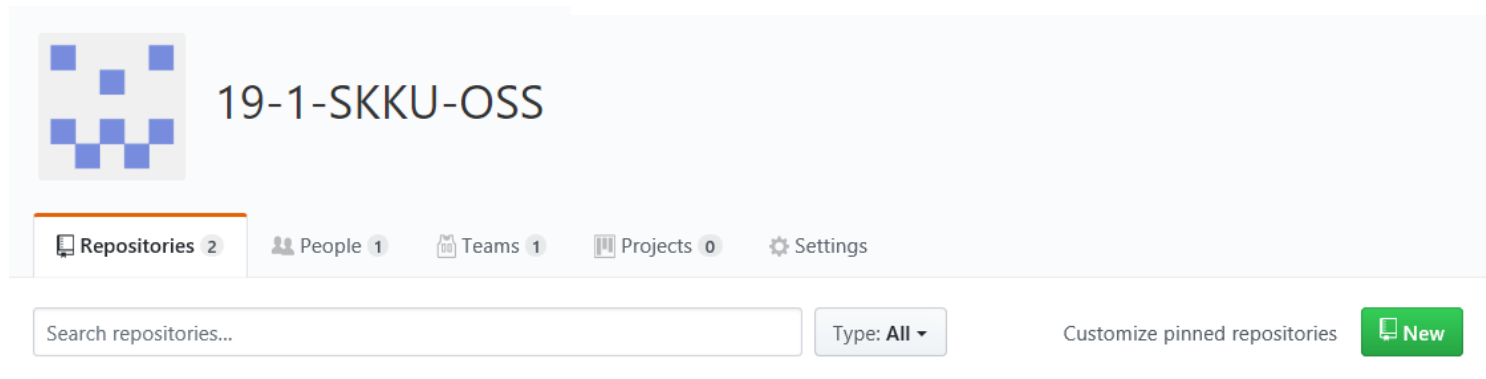 19-1-SKKU-OSS
Repositories 2 People 1 Teams 1 Projects 0 Settings
Search repositories... Type: All Customize pinned repositories New